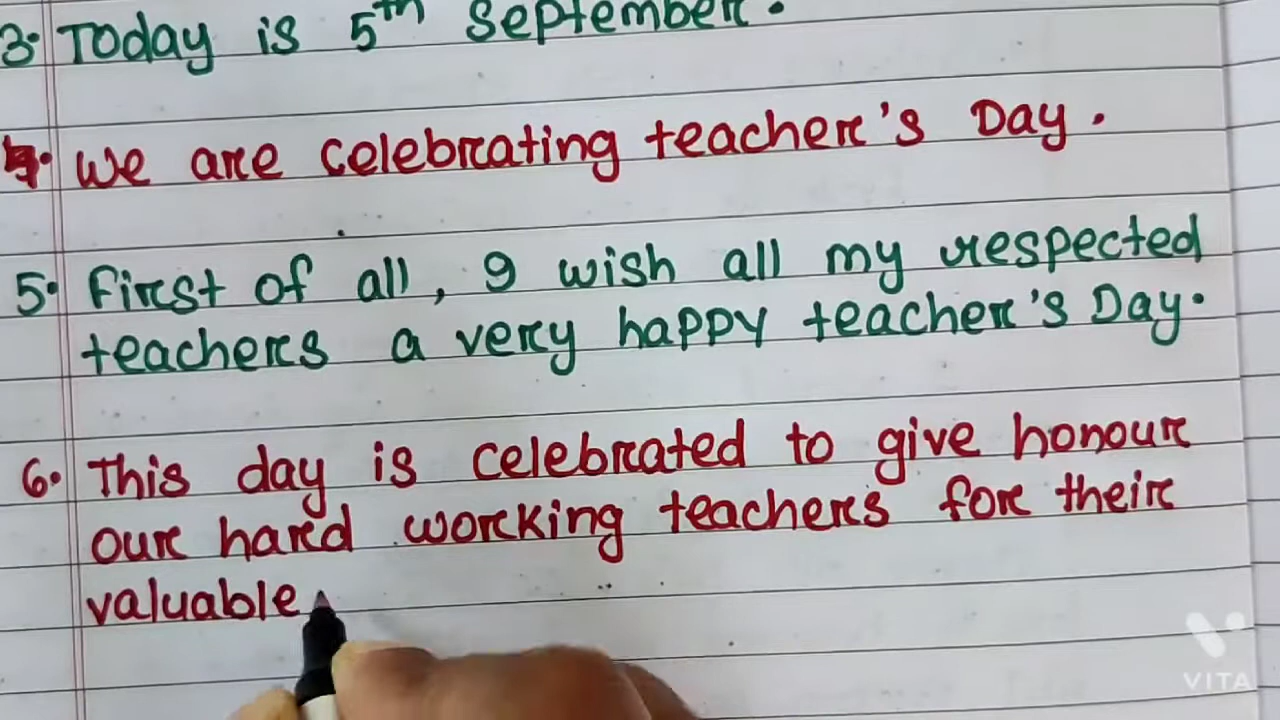 3. Today is 5th September.
4. We are celebrating teacher's Day.
5. First of all, I wish all my respected
teachers a very happy teacher's Day.
6. This day is celebrated to give honour
our hard working teachers for their
valuable
VITA